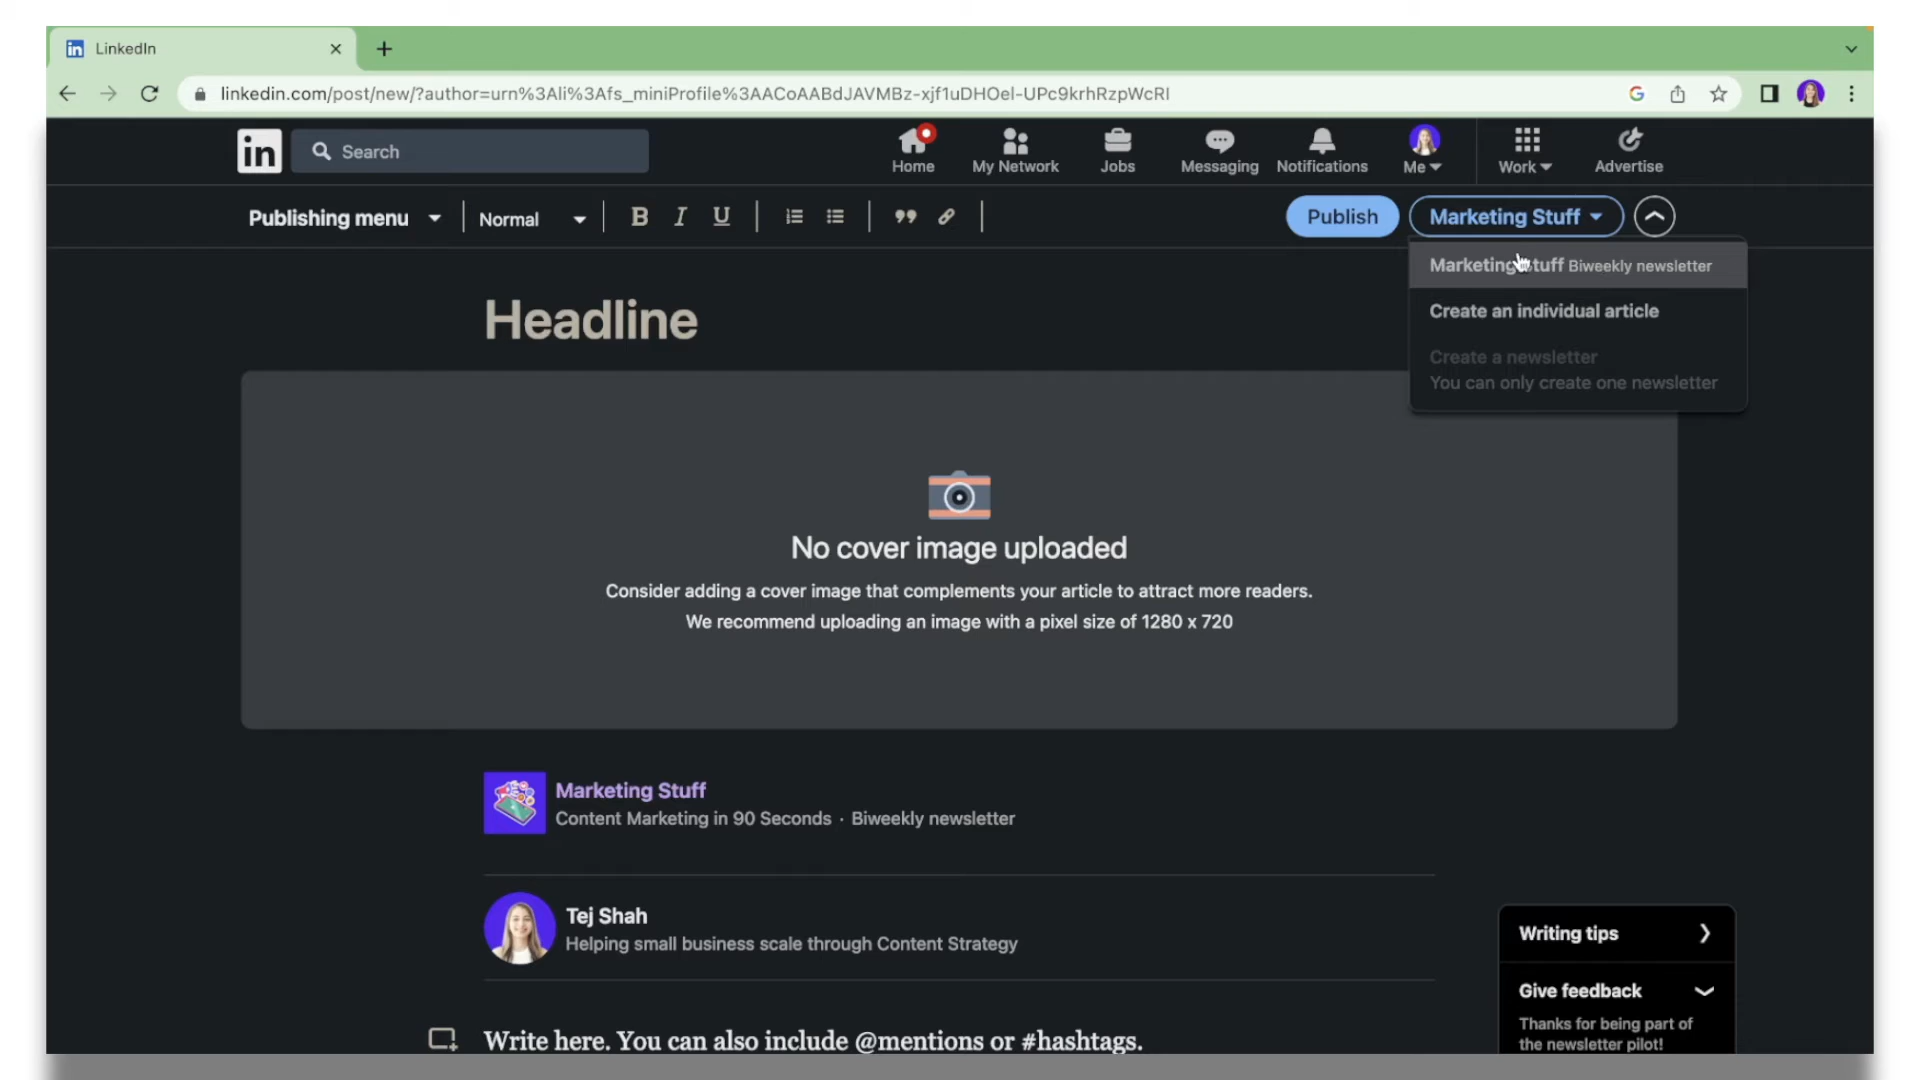 LinkedIn
linkedin.com/post/new/?author=urn%3Ali%3Afs_miniProfile%3AACoAABdJAVMBz-xjf1uDHOel-UPc9krhRzpWcRI
in Search
Home My Network Jobs Messaging Notifications Me Work Advertise
Publishing menu Normal B I U Publish Marketing Stuff
Marketing Biweekly newsletter
Create an individual article
Create a newsletter
You can only create one newsletter
Headline
No cover image uploaded
Consider adding a cover image that complements your article to attract more readers.
We recommend uploading an image with a pixel size of 1280 x 720
Marketing Stuff
Content Marketing in 90 Seconds · Biweekly newsletter
Tej Shah
Helping small business scale through Content Strategy
Writing tips
Give feedback
Thanks for being part of
the newsletter pilot!
Write here. You can also include @mentions or #hashtags.